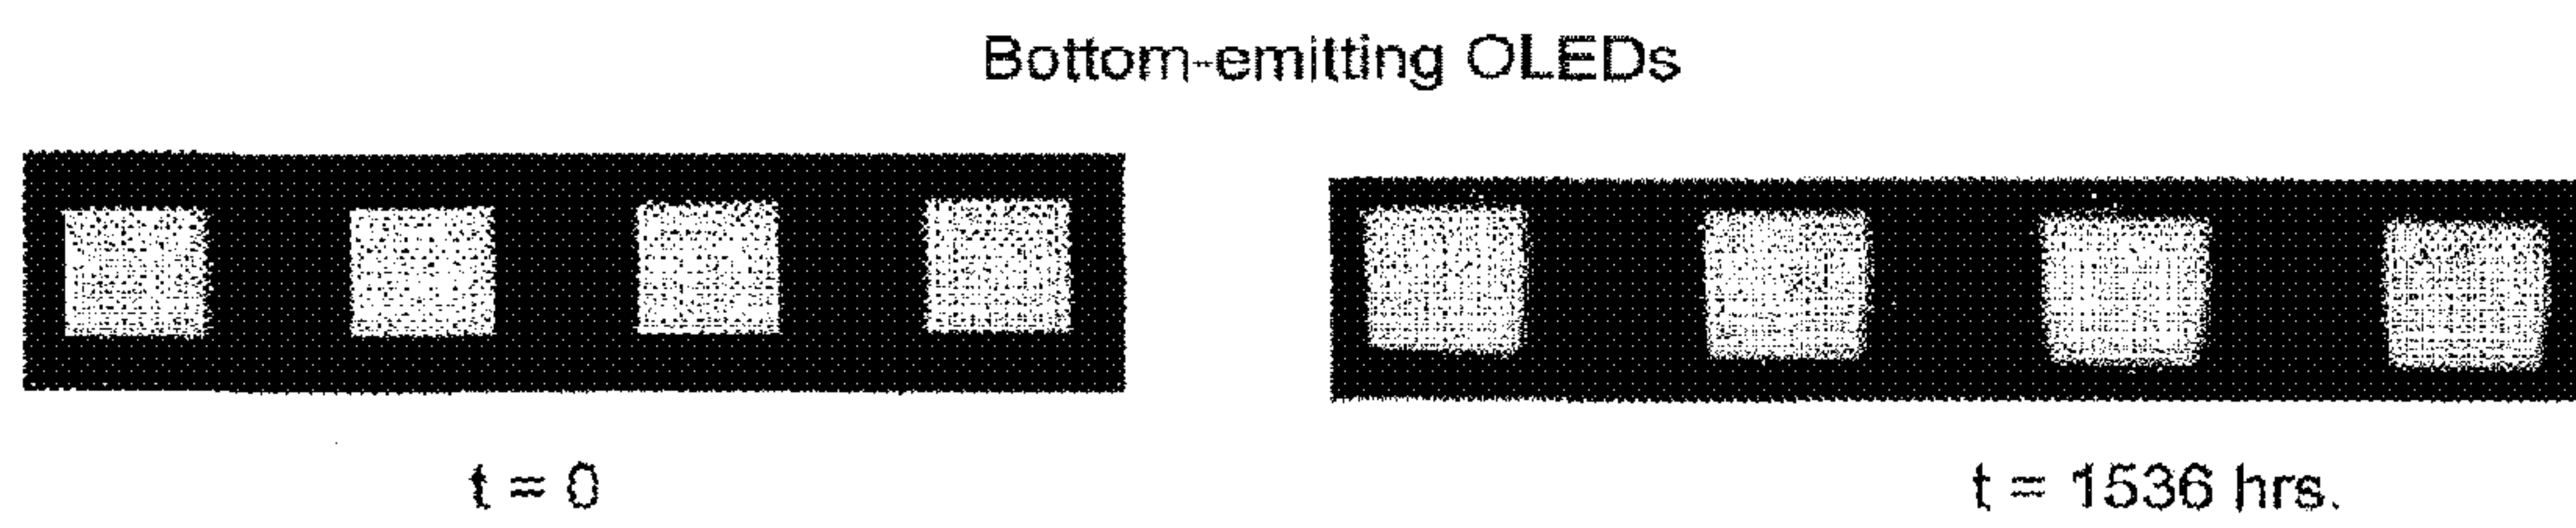 Bottom-emitting OLEDs
t = 0
t = 1536 hrs.